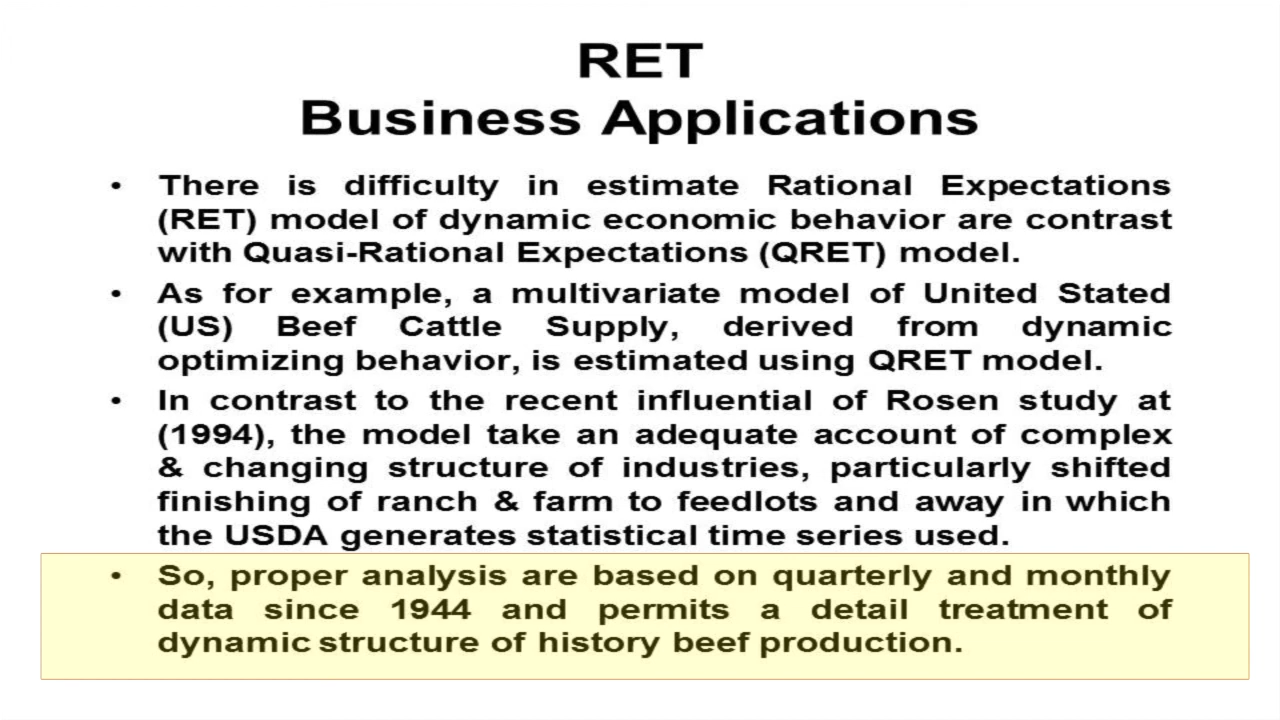 RET
Business Applications
• There is difficulty in estimate Rational Expectations
(RET) model of dynamic economic behavior are contrast
with Quasi-Rational Expectations (QRET) model.
• As for example, a multivariate model of United Stated
(US) Beef Cattle Supply, derived from dynamic
optimizing behavior, is estimated using QRET model.
• In contrast to the recent influential of Rosen study at
(1994), the model take an adequate account of complex
& changing structure of industries, particularly shifted
finishing of ranch & farm to feedlots and away in which
the USDA generates statistical time series used.
• So, proper analysis are based on quarterly and monthly
data since 1944 and permits a detail treatment of
dynamic structure of history beef production.